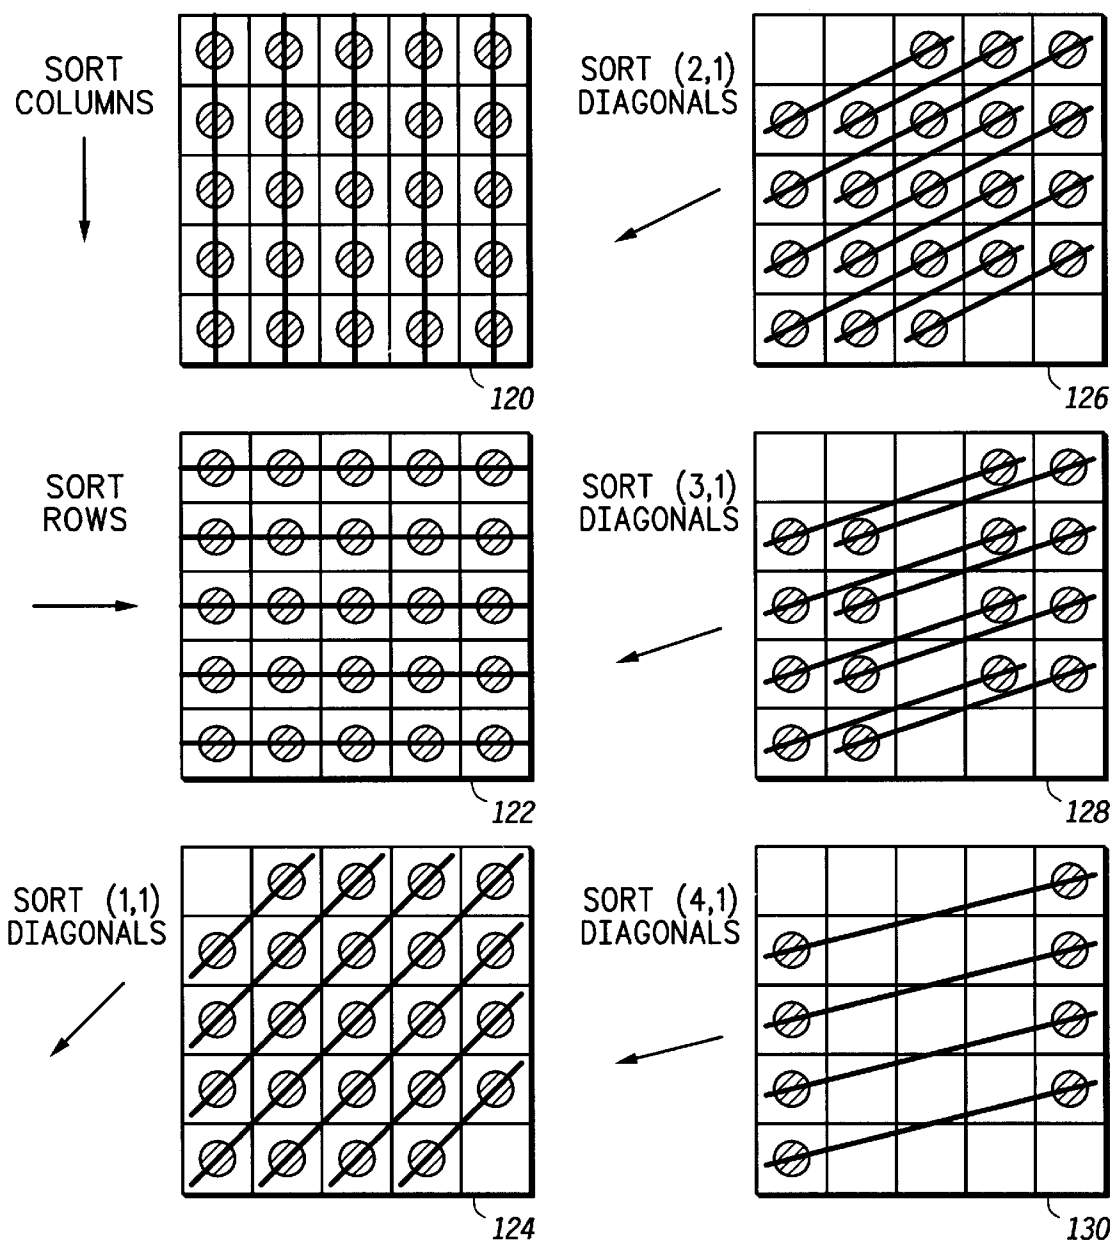 SORT
COLUMNS
120
SORT
ROWS
122
SORT (1,1)
DIAGONALS
124
SORT (2,1)
DIAGONALS
126
SORT (3,1)
DIAGONALS
128
SORT (4,1)
DIAGONALS
130